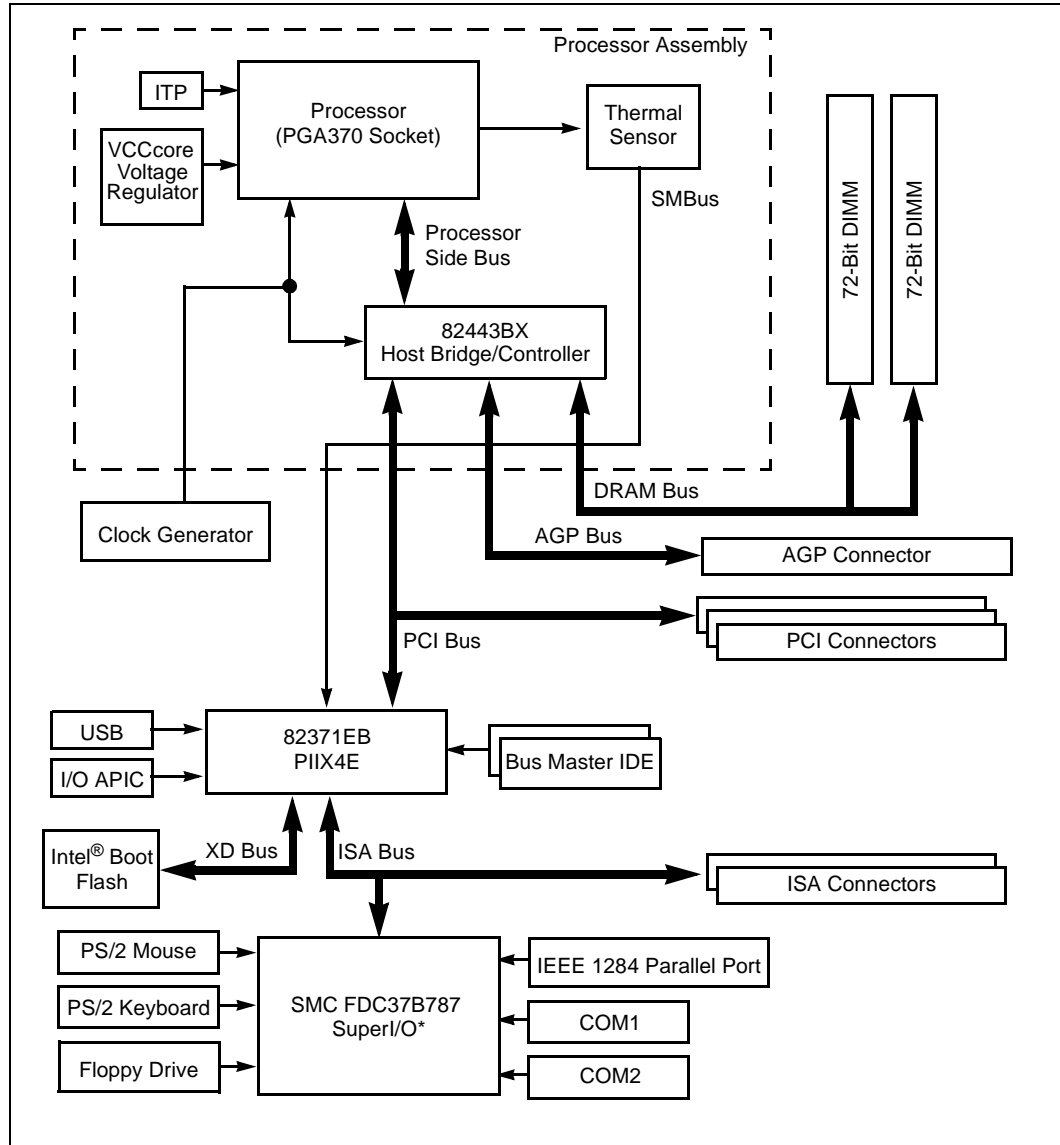 Processor Assembly
ITP
Processor
(PGA370 Socket)
Thermal
Sensor
VCCcore
Voltage
Regulator
SMBus
72-Bit DIMM
72-Bit DIMM
Processor
Side Bus
82443BX
Host Bridge/Controller
DRAM Bus
Clock Generator
AGP Bus
AGP Connector
PCI Bus
PCI Connectors
USB
82371EB
PIIX4E
Bus Master IDE
I/O APIC
XD Bus
ISA Bus
Intel® Boot
Flash
ISA Connectors
PS/2 Mouse
IEEE 1284 Parallel Port
PS/2 Keyboard
SMC FDC37B787
SuperI/O*
COM1
Floppy Drive
COM2